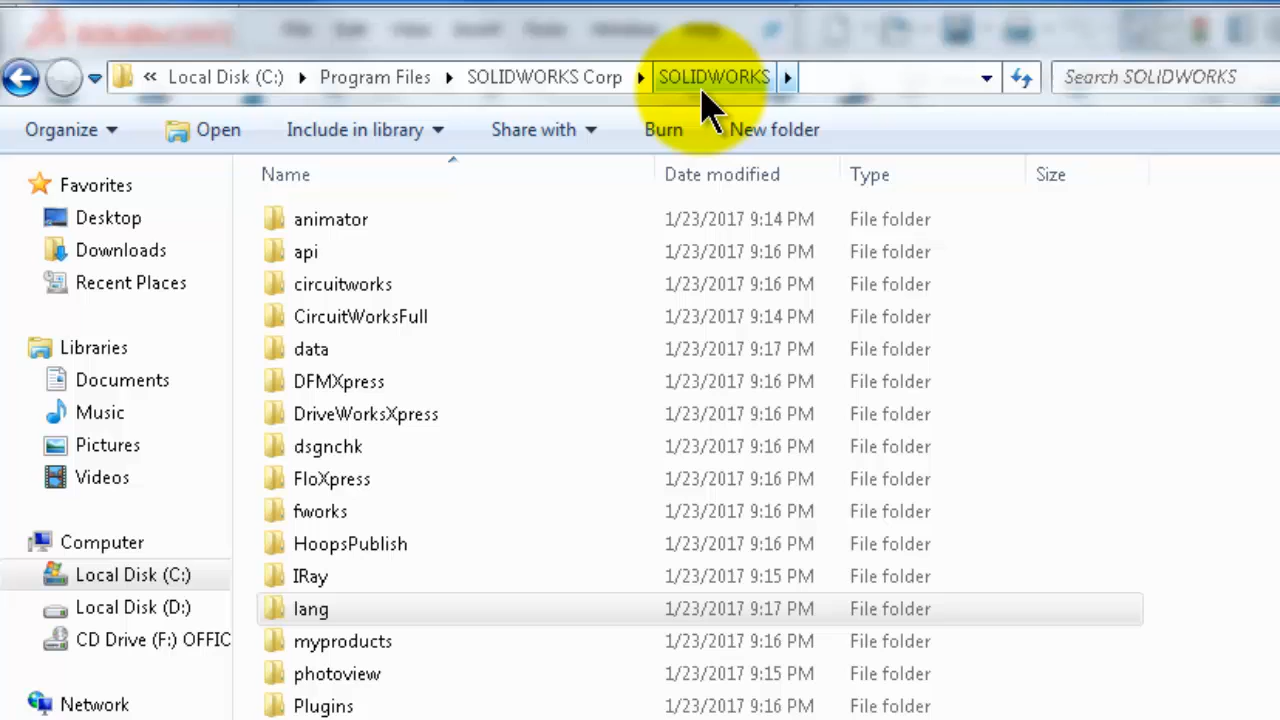 « Local Disk (C:) Program Files SOLIDWORKS Corp SOLIDWORKS Search SOLIDWORKS
Organize Open Include in library Share with Burn New folder
Name Date modified Type Size
Favorites
Desktop
Downloads
Recent Places
Libraries
Documents
Music
Pictures
Videos
Computer
Local Disk (C:)
Local Disk (D:)
CD Drive (F:) OFFIC
Network
animator 1/23/2017 9:14 PM File folder
api 1/23/2017 9:16 PM File folder
circuitworks 1/23/2017 9:16 PM File folder
CircuitWorksFull 1/23/2017 9:14 PM File folder
data 1/23/2017 9:17 PM File folder
DFMXpress 1/23/2017 9:16 PM File folder
DriveWorksXpress 1/23/2017 9:16 PM File folder
dsgnchk 1/23/2017 9:16 PM File folder
FloXpress 1/23/2017 9:16 PM File folder
fworks 1/23/2017 9:16 PM File folder
HoopsPublish 1/23/2017 9:16 PM File folder
IRay 1/23/2017 9:15 PM File folder
lang 1/23/2017 9:17 PM File folder
myproducts 1/23/2017 9:16 PM File folder
photoview 1/23/2017 9:15 PM File folder
Plugins 1/23/2017 9:16 PM File folder